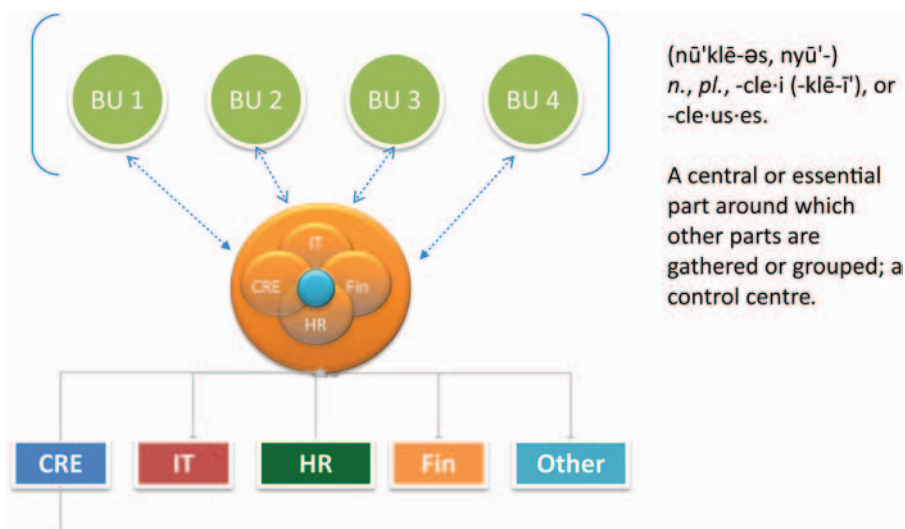 BU 1
BU 2
BU 3
BU 4
(nū'klē-əs, nyū'-)
n., pl., -cle·i (-klē-ī'), or
-cle·us·es.
A central or essential
part around which
other parts are
gathered or grouped; a
control centre.
IT
CRE
Fin
HR
CRE
IT
HR
Fin
Other